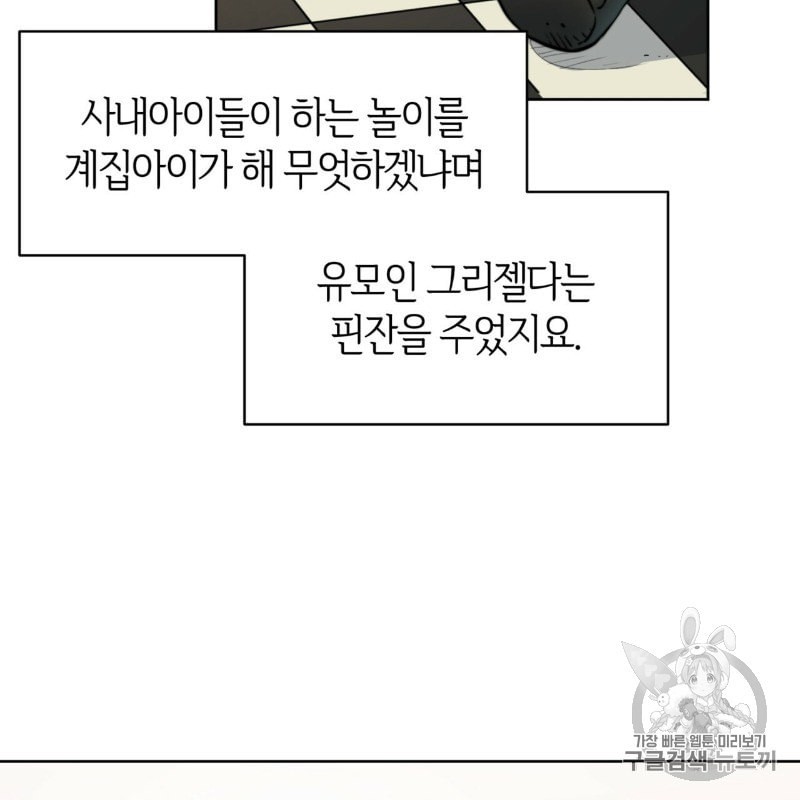 사내아이들이 하는 놀이를
계집아이가 해 무엇하겠냐며
유모인 그리젤다는
핀잔을 주었지요.
가장 빠른 웹툰 미리보기
구글검색 뉴토끼